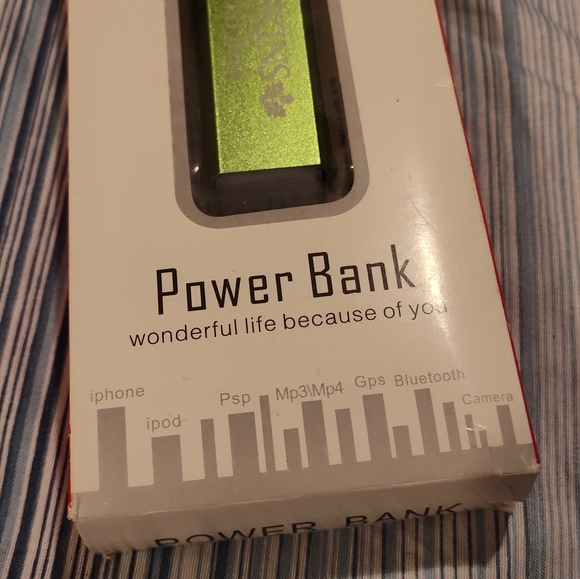 Power Bank
wonderful life because of you
iphone
ipod
Psp
Mp3\Mp4
Gps
Bluetooth
Camera
POWER BANK